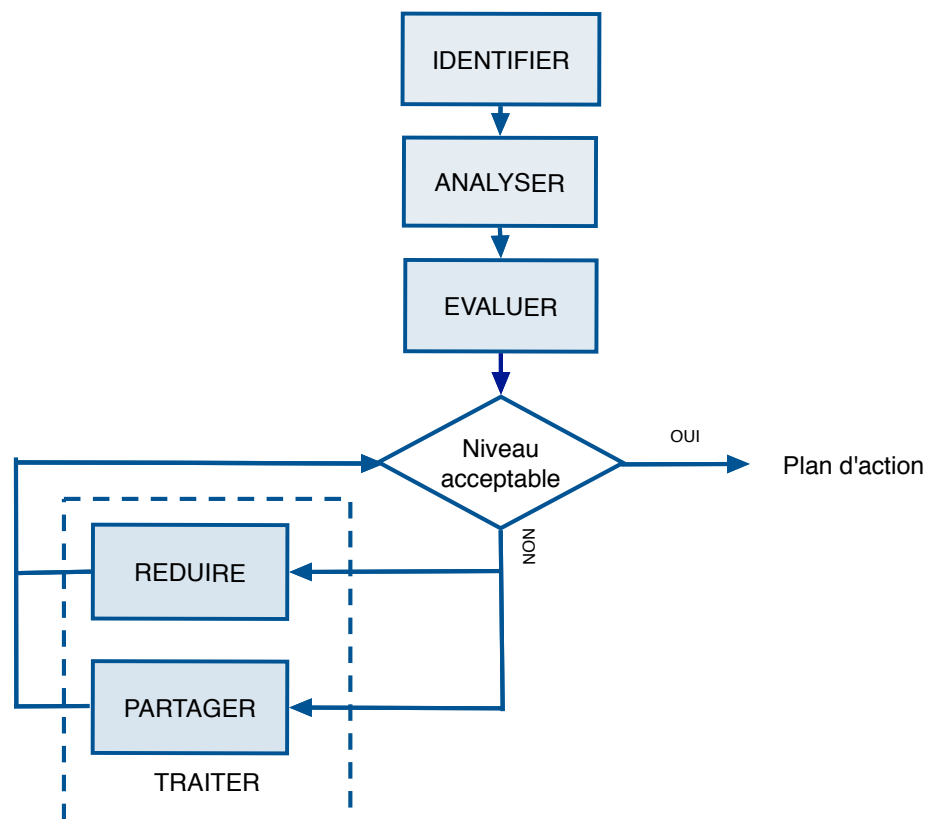 IDENTIFIER
ANALYSER
EVALUER
Niveau
acceptable
OUI
Plan d'action
NON
REDUIRE
PARTAGER
TRAITER